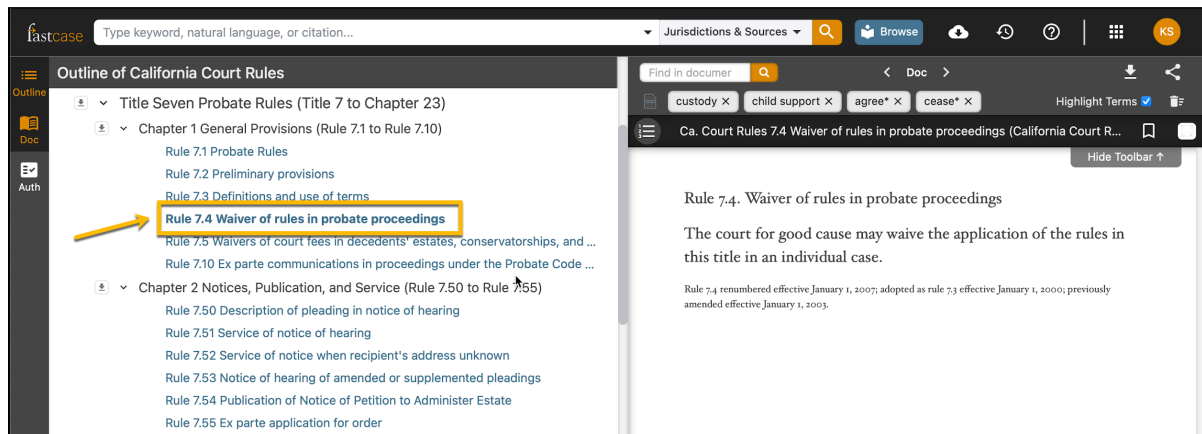 fastcase
Type keyword, natural language, or citation...
Jurisdictions & Sources
Browse
KS
Outline
Doc
Auth
Outline of California Court Rules
Title Seven Probate Rules (Title 7 to Chapter 23)
Chapter 1 General Provisions (Rule 7.1 to Rule 7.10)
Rule 7.1 Probate Rules
Rule 7.2 Preliminary provisions
Rule 7.3 Definitions and use of terms
Rule 7.4 Waiver of rules in probate proceedings
Rule 7.5 Waivers of court fees in decedents' estates, conservatorships, and ...
Rule 7.10 Ex parte communications in proceedings under the Probate Code ...
Chapter 2 Notices, Publication, and Service (Rule 7.50 to Rule 7.55)
Rule 7.50 Description of pleading in notice of hearing
Rule 7.51 Service of notice of hearing
Rule 7.52 Service of notice when recipient's address unknown
Rule 7.53 Notice of hearing of amended or supplemented pleadings
Rule 7.54 Publication of Notice of Petition to Administer Estate
Rule 7.55 Ex parte application for order
Find in documer
< Doc >
custody × child support × agree* × cease* ×
Highlight Terms
Ca. Court Rules 7.4 Waiver of rules in probate proceedings (California Court R...
Hide Toolbar ↑
Rule 7.4. Waiver of rules in probate proceedings
The court for good cause may waive the application of the rules in
this title in an individual case.
Rule 7.4 renumbered effective January 1, 2007; adopted as rule 7.3 effective January 1, 2000; previously
amended effective January 1, 2003.